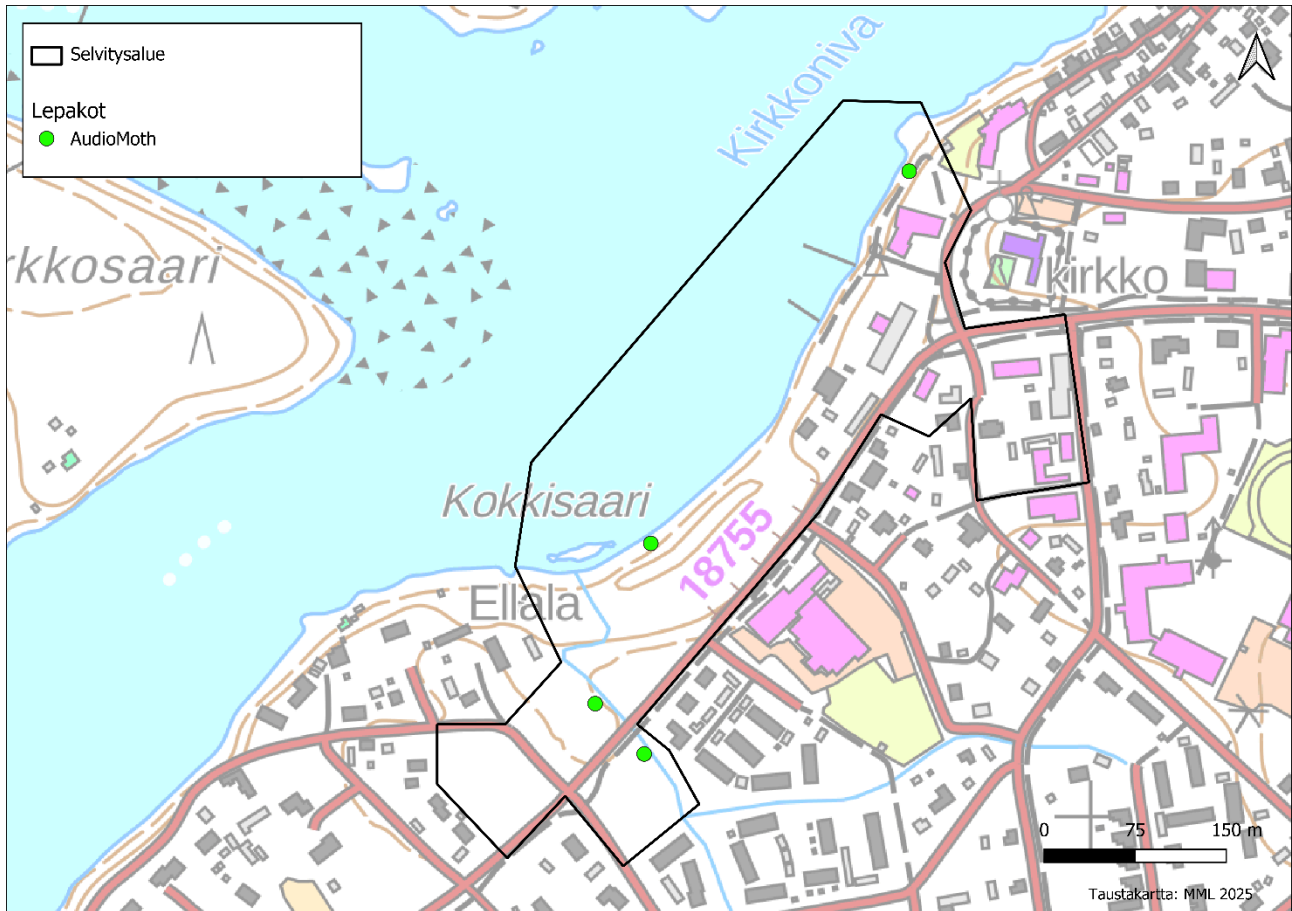 Selvitysalue
Lepakot
AudioMoth
Kirkkoniva
rkkosaari
kirkko
Kokkisaari
18755
Ellala
0 75 150 m
Taustakartta: MML 2025